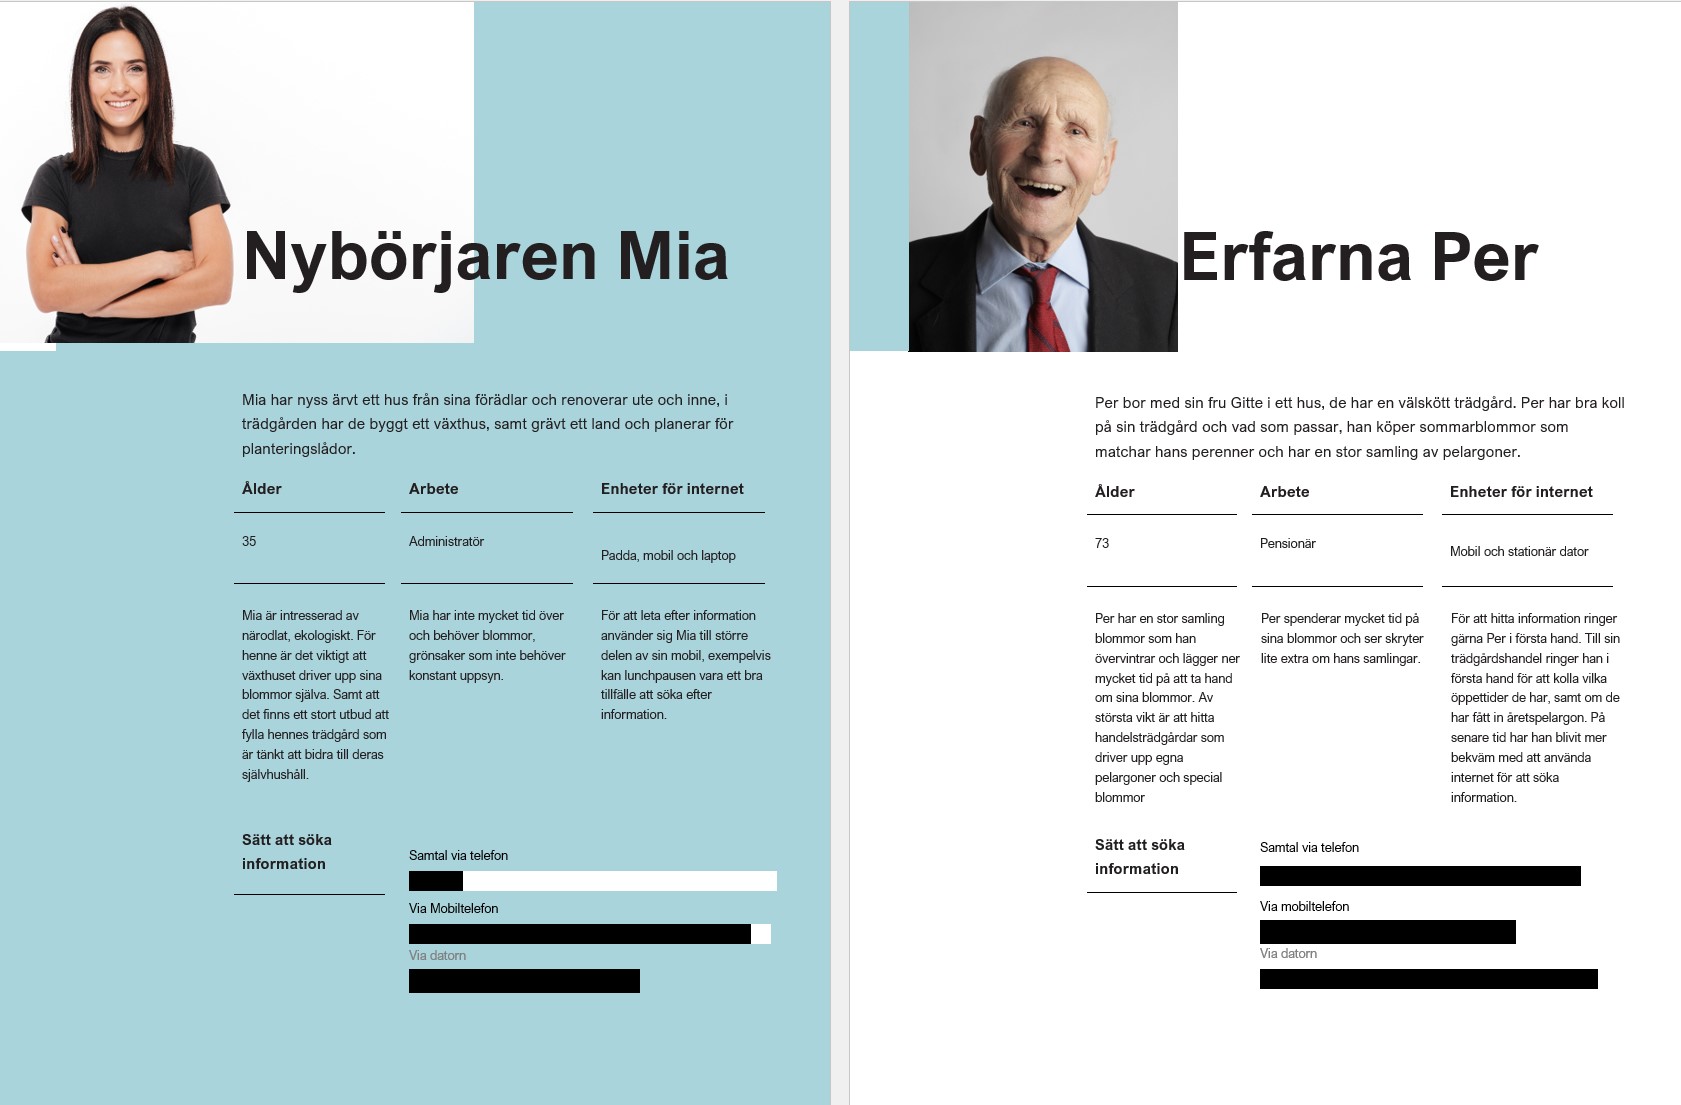 Nybörjaren Mia
Mia har nyss ärvt ett hus från sina förädlar och renoverar ute och inne, i
trädgården har de byggt ett växthus, samt grävt ett land och planerar för
planteringslådor.
Ålder
Arbete
Enheter för internet
35
Administratör
Padda, mobil och laptop
Mia är intresserad av
närodlat, ekologiskt. För
henne är det viktigt att
växthuset driver upp sina
blommor själva. Samt att
det finns ett stort utbud att
fylla hennes trädgård som
är tänkt att bidra till deras
självhushåll.
Mia har inte mycket tid över
och behöver blommor,
grönsaker som inte behöver
konstant uppsyn.
För att leta efter information
använder sig Mia till större
delen av sin mobil, exempelvis
kan lunchpausen vara ett bra
tillfälle att söka efter
information.
Sätt att söka
information
Samtal via telefon
Via Mobiltelefon
Via datorn
Erfarna Per
Per bor med sin fru Gitte i ett hus, de har en välskött trädgård. Per har bra koll
på sin trädgård och vad som passar, han köper sommarblommor som
matchar hans perenner och har en stor samling av pelargoner.
Ålder
Arbete
Enheter för internet
73
Pensionär
Mobil och stationär dator
Per har en stor samling
blommor som han
övervintrar och lägger ner
mycket tid på att ta hand
om sina blommor. Av
största vikt är att hitta
handelsträdgårdar som
driver upp egna
pelargoner och special
blommor
Per spenderar mycket tid på
sina blommor och ser skryter
lite extra om hans samlingar.
För att hitta information ringer
gärna Per i första hand. Till sin
trädgårdshandel ringer han i
första hand för att kolla vilka
öppettider de har, samt om de
har fått in åretspelargon. På
senare tid har han blivit mer
bekväm med att använda
internet för att söka
information.
Sätt att söka
information
Samtal via telefon
Via mobiltelefon
Via datorn